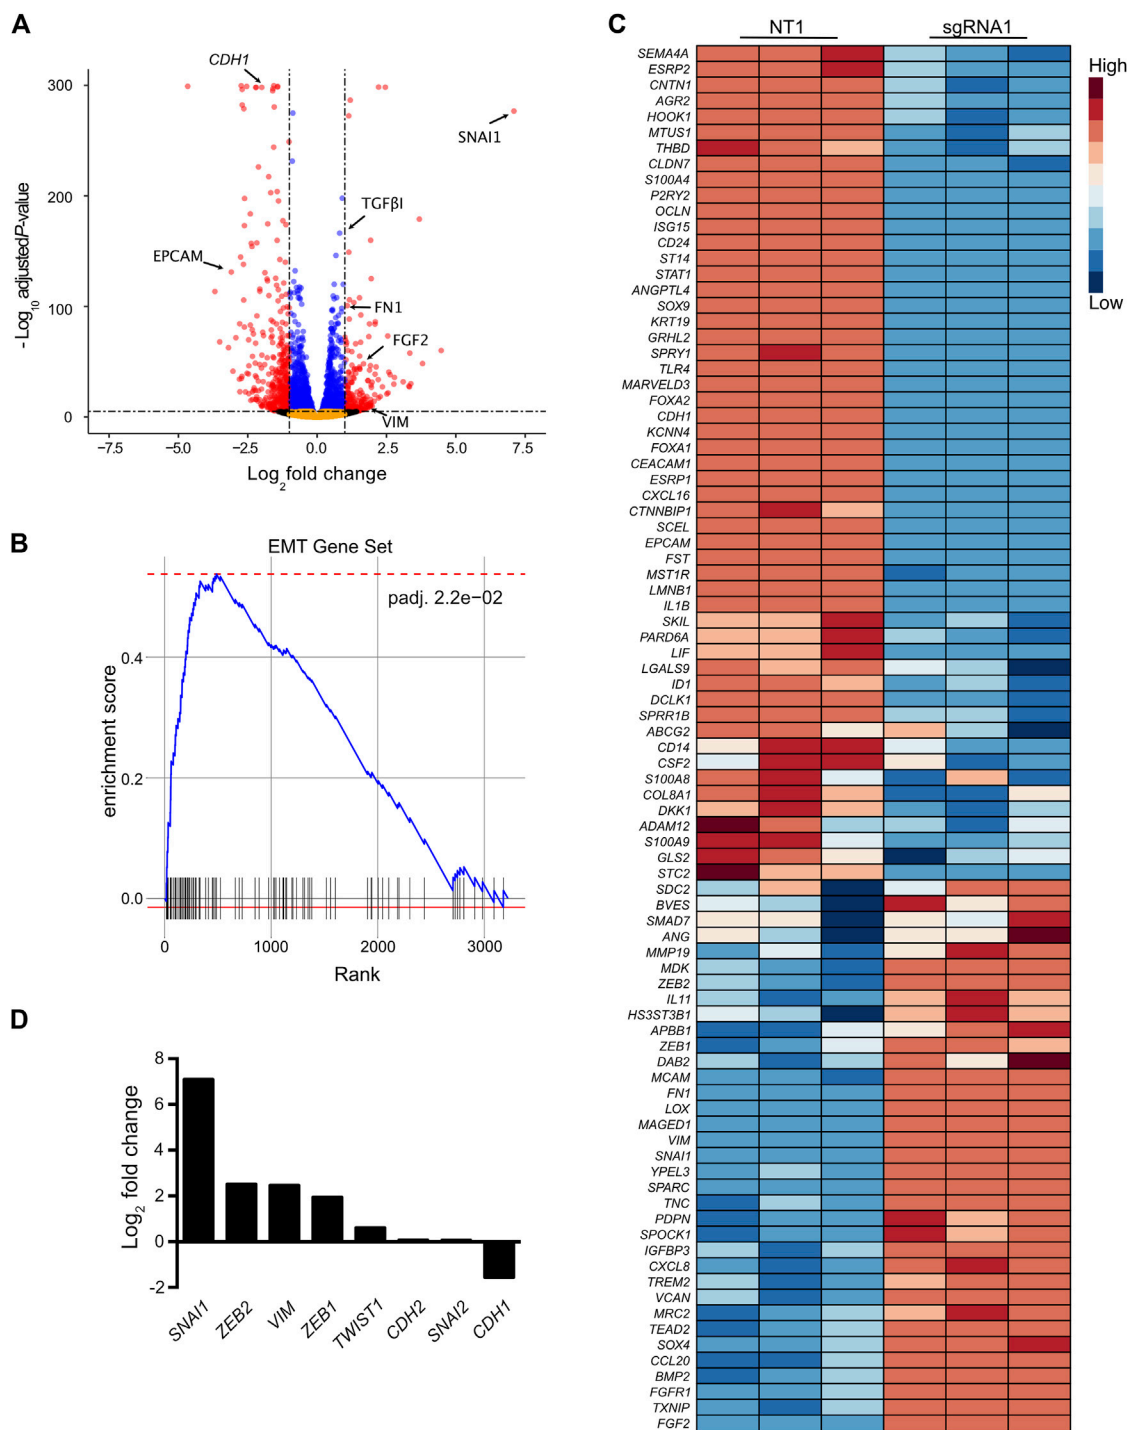 A
CDH1
SNAI1
TGFβI
EPCAM
FN1
FGF2
VIM
300
200
100
0
-Log10 adjustedP-value
−7.5
−5.0
−2.5
0.0
2.5
5.0
7.5
Log2fold change
B
EMT Gene Set
padj. 2.2e−02
0.4
0.2
0.0
enrichment score
0
1000
2000
3000
Rank
D
8
6
4
2
0
-2
Log2 fold change
SNAI1
ZEB2
VIM
ZEB1
TWIST1
CDH2
SNAI2
CDH1
C
NT1
sgRNA1
High
Low
SEMA4A
ESRP2
CNTN1
AGR2
HOOK1
MTUS1
THBD
CLDN7
S100A4
P2RY2
OCLN
ISG15
CD24
ST14
STAT1
ANGPTL4
SOX9
KRT19
GRHL2
SPRY1
TLR4
MARVELD3
FOXA2
CDH1
KCNN4
FOXA1
CEACAM1
ESRP1
CXCL16
CTNNBIP1
SCEL
EPCAM
FST
MST1R
LMNB1
IL1B
SKIL
PARD6A
LIF
LGALS9
ID1
DCLK1
SPRR1B
ABCG2
CD14
CSF2
S100A8
COL8A1
DKK1
ADAM12
S100A9
GLS2
STC2
SDC2
BVES
SMAD7
ANG
MMP19
MDK
ZEB2
IL11
HS3ST3B1
APBB1
ZEB1
DAB2
MCAM
FN1
LOX
MAGED1
VIM
SNAI1
YPEL3
SPARC
TNC
PDPN
SPOCK1
IGFBP3
CXCL8
TREM2
VCAN
MRC2
TEAD2
SOX4
CCL20
BMP2
FGFR1
TXNIP
FGF2